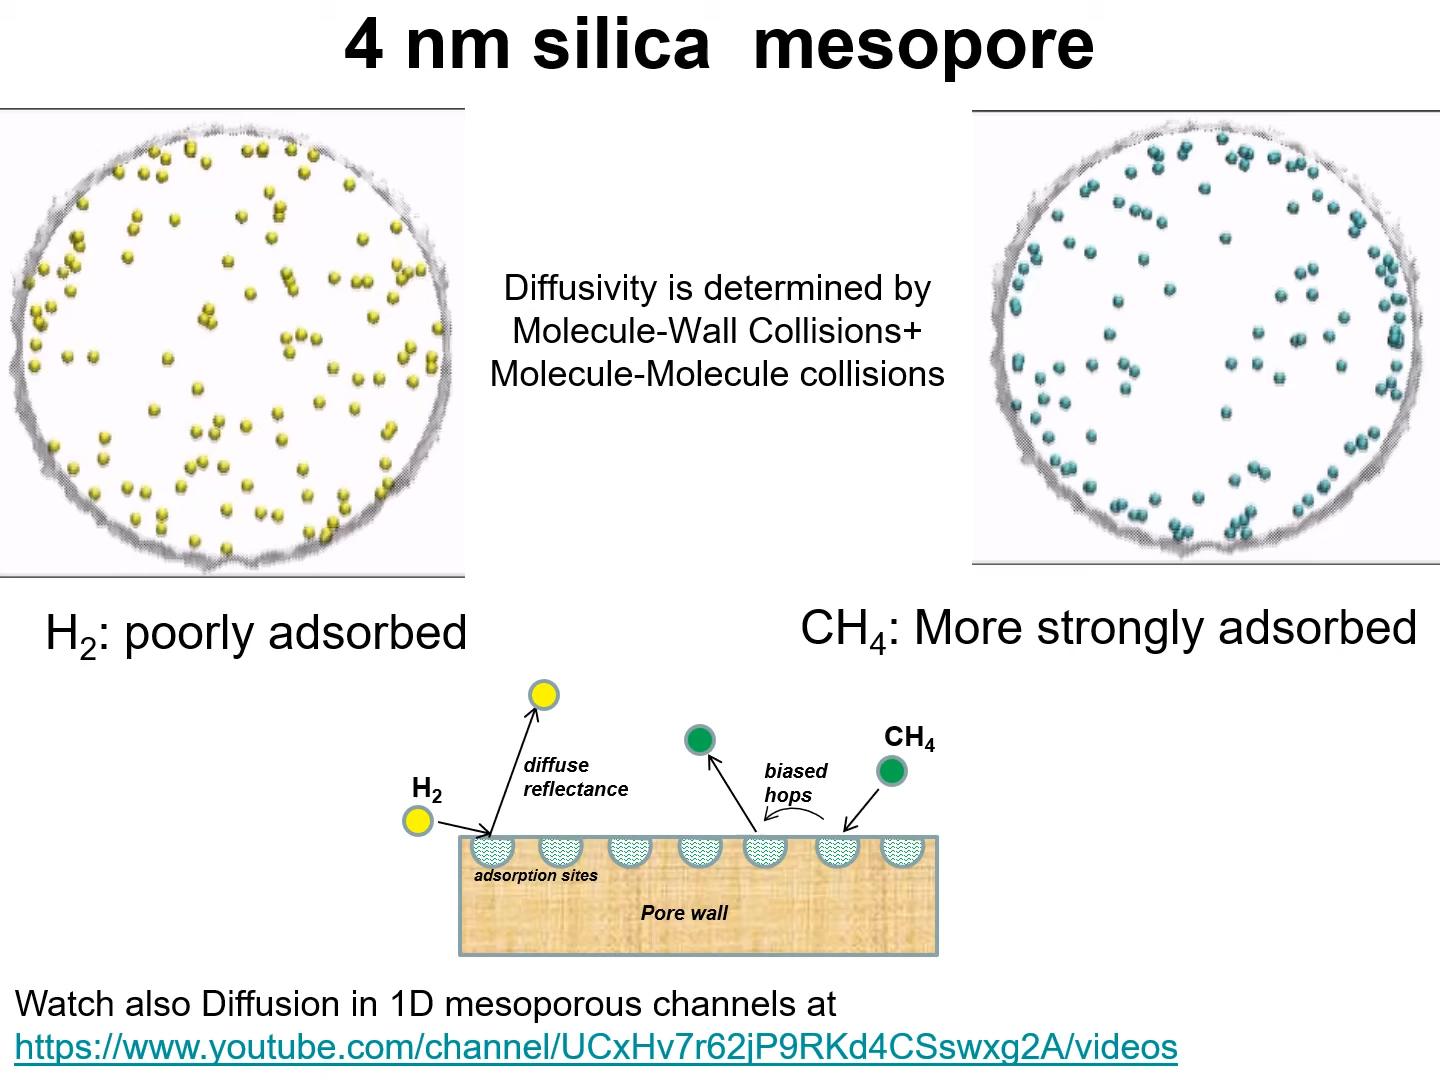 4 nm silica  mesopore
Diffusivity is determined by
Molecule-Wall Collisions+
Molecule-Molecule collisions
H₂: poorly adsorbed
CH₄: More strongly adsorbed
H₂
diffuse
reflectance
biased
hops
CH₄
adsorption sites
Pore wall
Watch also Diffusion in 1D mesoporous channels at
https://www.youtube.com/channel/UCxHv7r62jP9RKd4CSswxg2A/videos